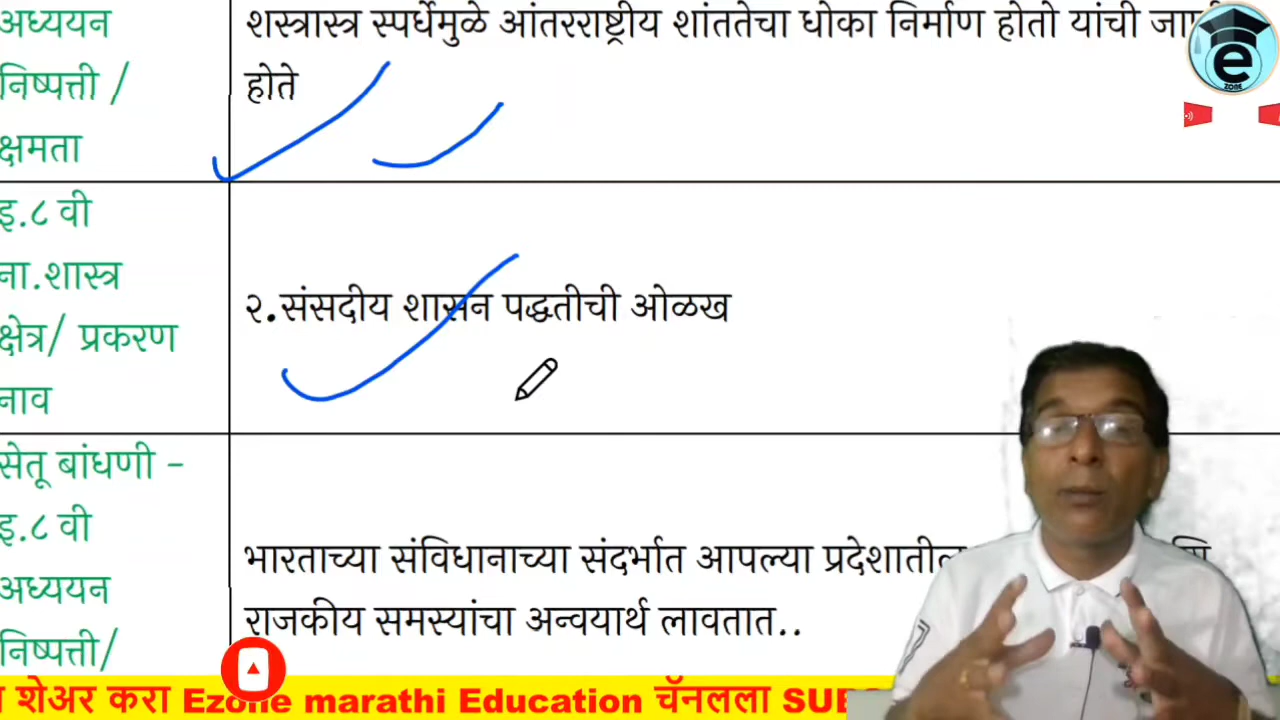 अध्ययन
निष्पत्ती /
क्षमता
शस्त्रास्त्र स्पर्धेमुळे आंतरराष्ट्रीय शांततेचा धोका निर्माण होतो यांची
होते
e
ZONE
इ.८ वी
ना.शास्त्र
क्षेत्र/ प्रकरण
नाव
२.संसदीय शासन पद्धतीची ओळख
सेतू बांधणी -
इ.८ वी
अध्ययन
निष्पत्ती/
भारताच्या संविधानाच्या संदर्भात आपल्या प्रदेशातील
राजकीय समस्यांचा अन्वयार्थ लावतात..
शेअर करा Ezone marathi Education चॅनलला